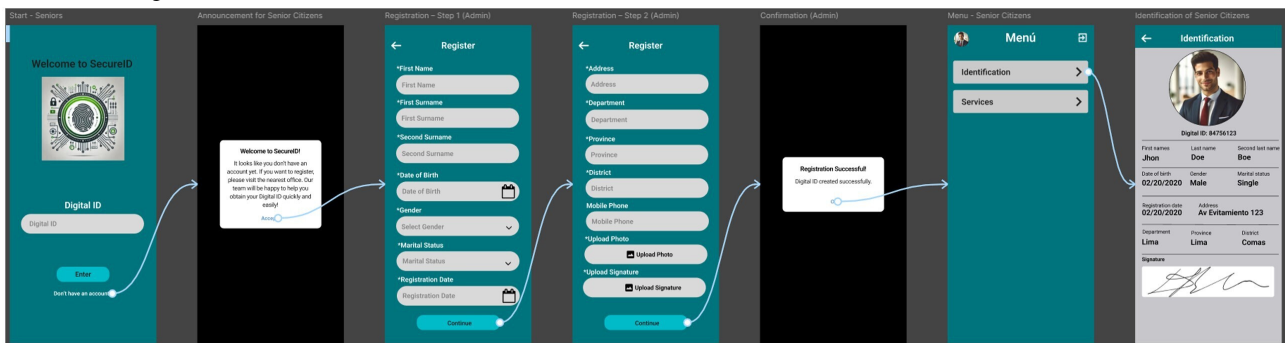 Start - Seniors
Welcome to SecureID
Digital ID
Digital ID
Enter
Don't have an account
Announcement for Senior Citizens
Welcome to SecureID!
It looks like you don't have an
account yet. If you want to register,
please visit the nearest office. Our
team will be happy to help you
obtain your Digital ID quickly and
easily!
Registration – Step 1 (Admin)
Register
*First Name
First Name
*First Surname
First Surname
*Second Surname
Second Surname
*Date of Birth
Date of Birth
*Gender
Select Gender
*Marital Status
Marital Status
*Registration Date
Registration Date
Continue
Registration – Step 2 (Admin)
Register
*Address
Address
*Department
Department
*Province
Province
*District
District
Mobile Phone
Mobile Phone
*Upload Photo
Upload Photo
*Upload Signature
Upload Signature
Continue
Confirmation (Admin)
Registration Successful!
Digital ID created successfully.
Menu - Senior Citizens
Menú
Identification
Services
Identification of Senior Citizens
Identification
Digital ID: 84756123
First names Last name Second last name
Jhon Doe Boe
Date of birth Gender Marital status
02/20/2020 Male Single
Registration date Address
02/20/2020 Av Evitamiento 123
Department Province District
Lima Lima Comas
Signature